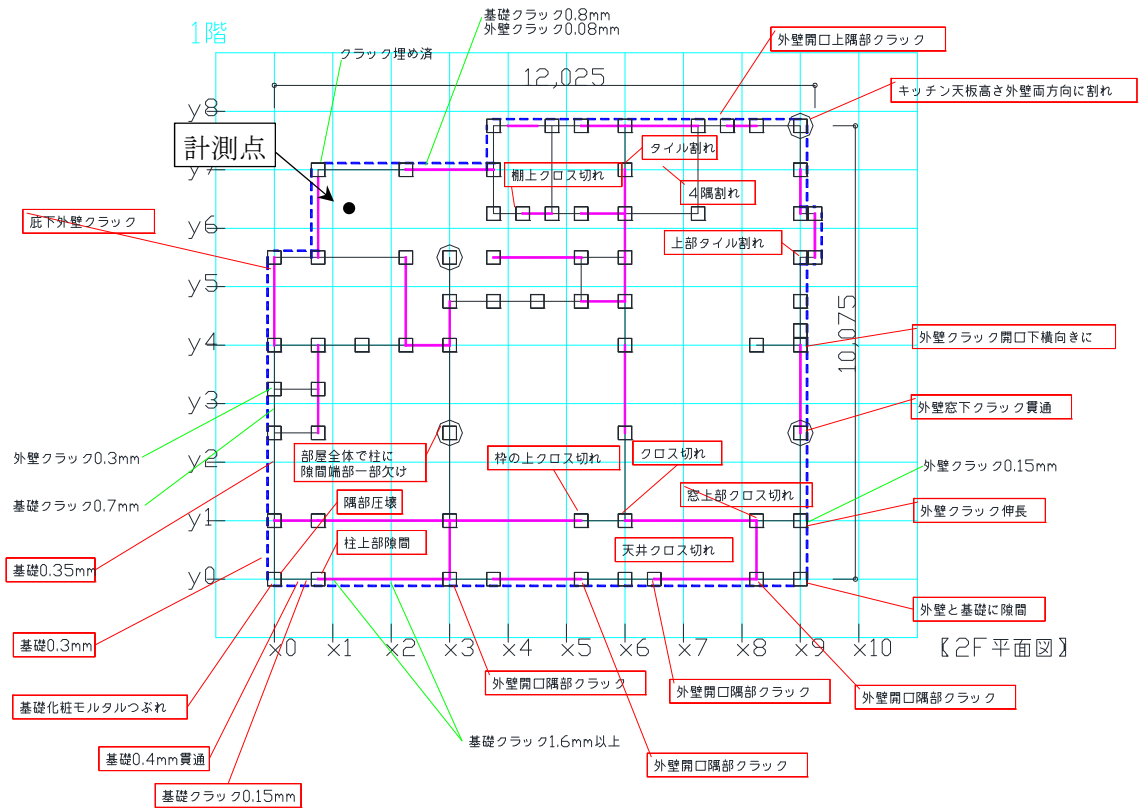 1階
基礎クラック0.8mm
外壁クラック0.08mm
クラック埋め済
外壁開口上隅部クラック
12,025
キッチン天板高さ外壁両方向に割れ
y8
計測点
タイル割れ
y7
棚上クロス切れ
4隅割れ
庇下外壁クラック
y6
上部タイル割れ
y5
10,075
y4
外壁クラック開口下横向きに
y3
外壁窓下クラック貫通
外壁クラック0.3mm
y2
部屋全体で柱に
隙間端部一部欠け
枠の上クロス切れ
クロス切れ
外壁クラック0.15mm
基礎クラック0.7mm
隅部圧壊
窓上部クロス切れ
外壁クラック伸長
y1
柱上部隙間
天井クロス切れ
基礎0.35mm
y0
外壁と基礎に隙間
基礎0.3mm
x0 x1 x2 x3 x4 x5 x6 x7 x8 x9 x10
【2F平面図】
外壁開口隅部クラック
外壁開口隅部クラック
外壁開口隅部クラック
基礎化粧モルタルつぶれ
基礎クラック1.6mm以上
基礎0.4mm貫通
外壁開口隅部クラック
基礎クラック0.15mm